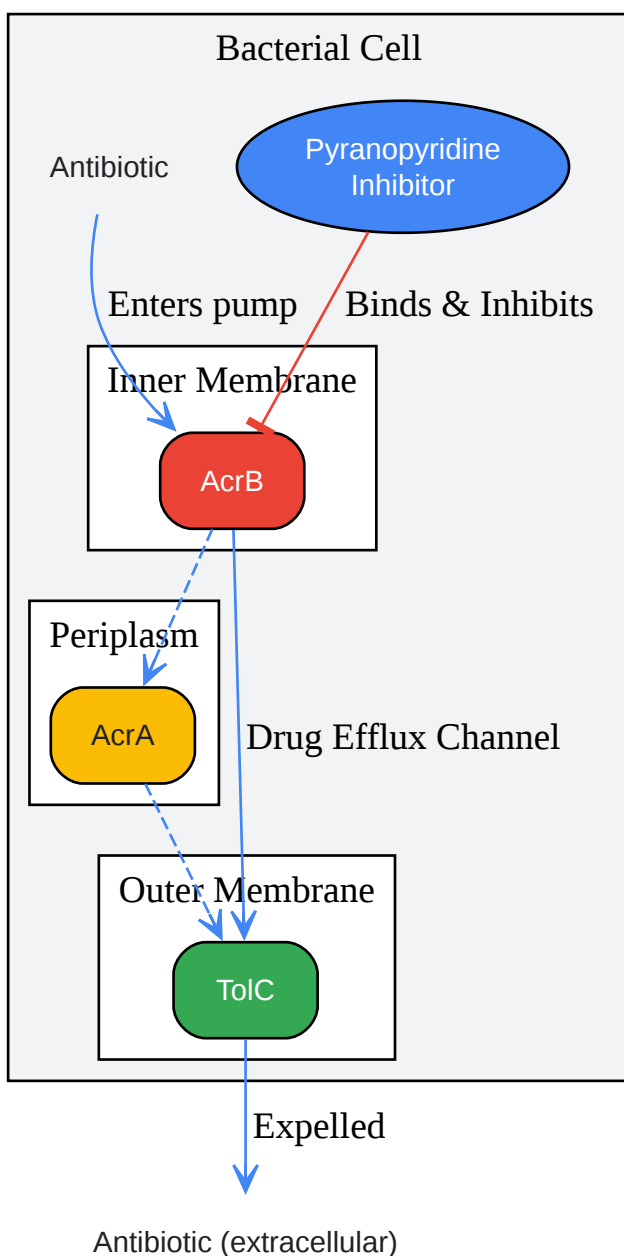 Bacterial Cell
Antibiotic
Pyranopyridine
Inhibitor
Enters pump
Binds & Inhibits
Inner Membrane
AcrB
Periplasm
AcrA
Drug Efflux Channel
Outer Membrane
TolC
Expelled
Antibiotic (extracellular)